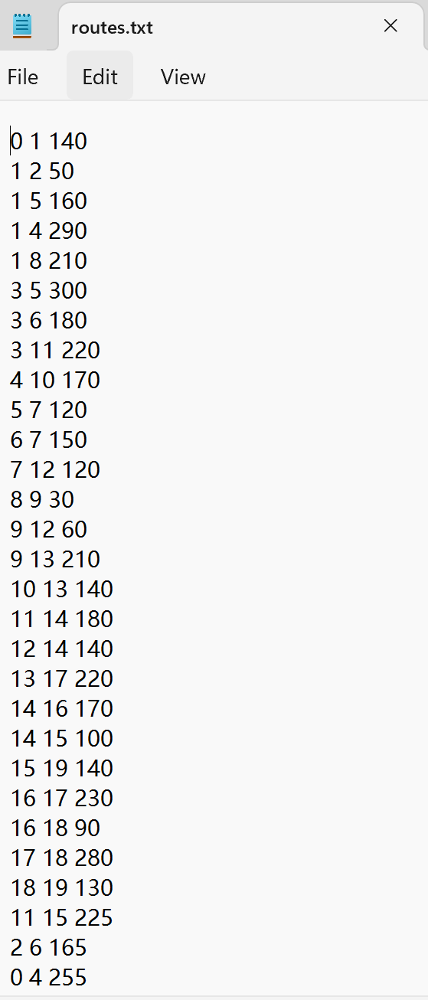 routes.txt
File Edit View
0 1 140
1 2 50
1 5 160
1 4 290
1 8 210
3 5 300
3 6 180
3 11 220
4 10 170
5 7 120
6 7 150
7 12 120
8 9 30
9 12 60
9 13 210
10 13 140
11 14 180
12 14 140
13 17 220
14 16 170
14 15 100
15 19 140
16 17 230
16 18 90
17 18 280
18 19 130
11 15 225
2 6 165
0 4 255